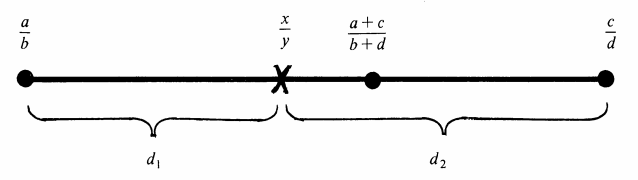 a/b x/y a + c/b + d c/d
d₁ d₂